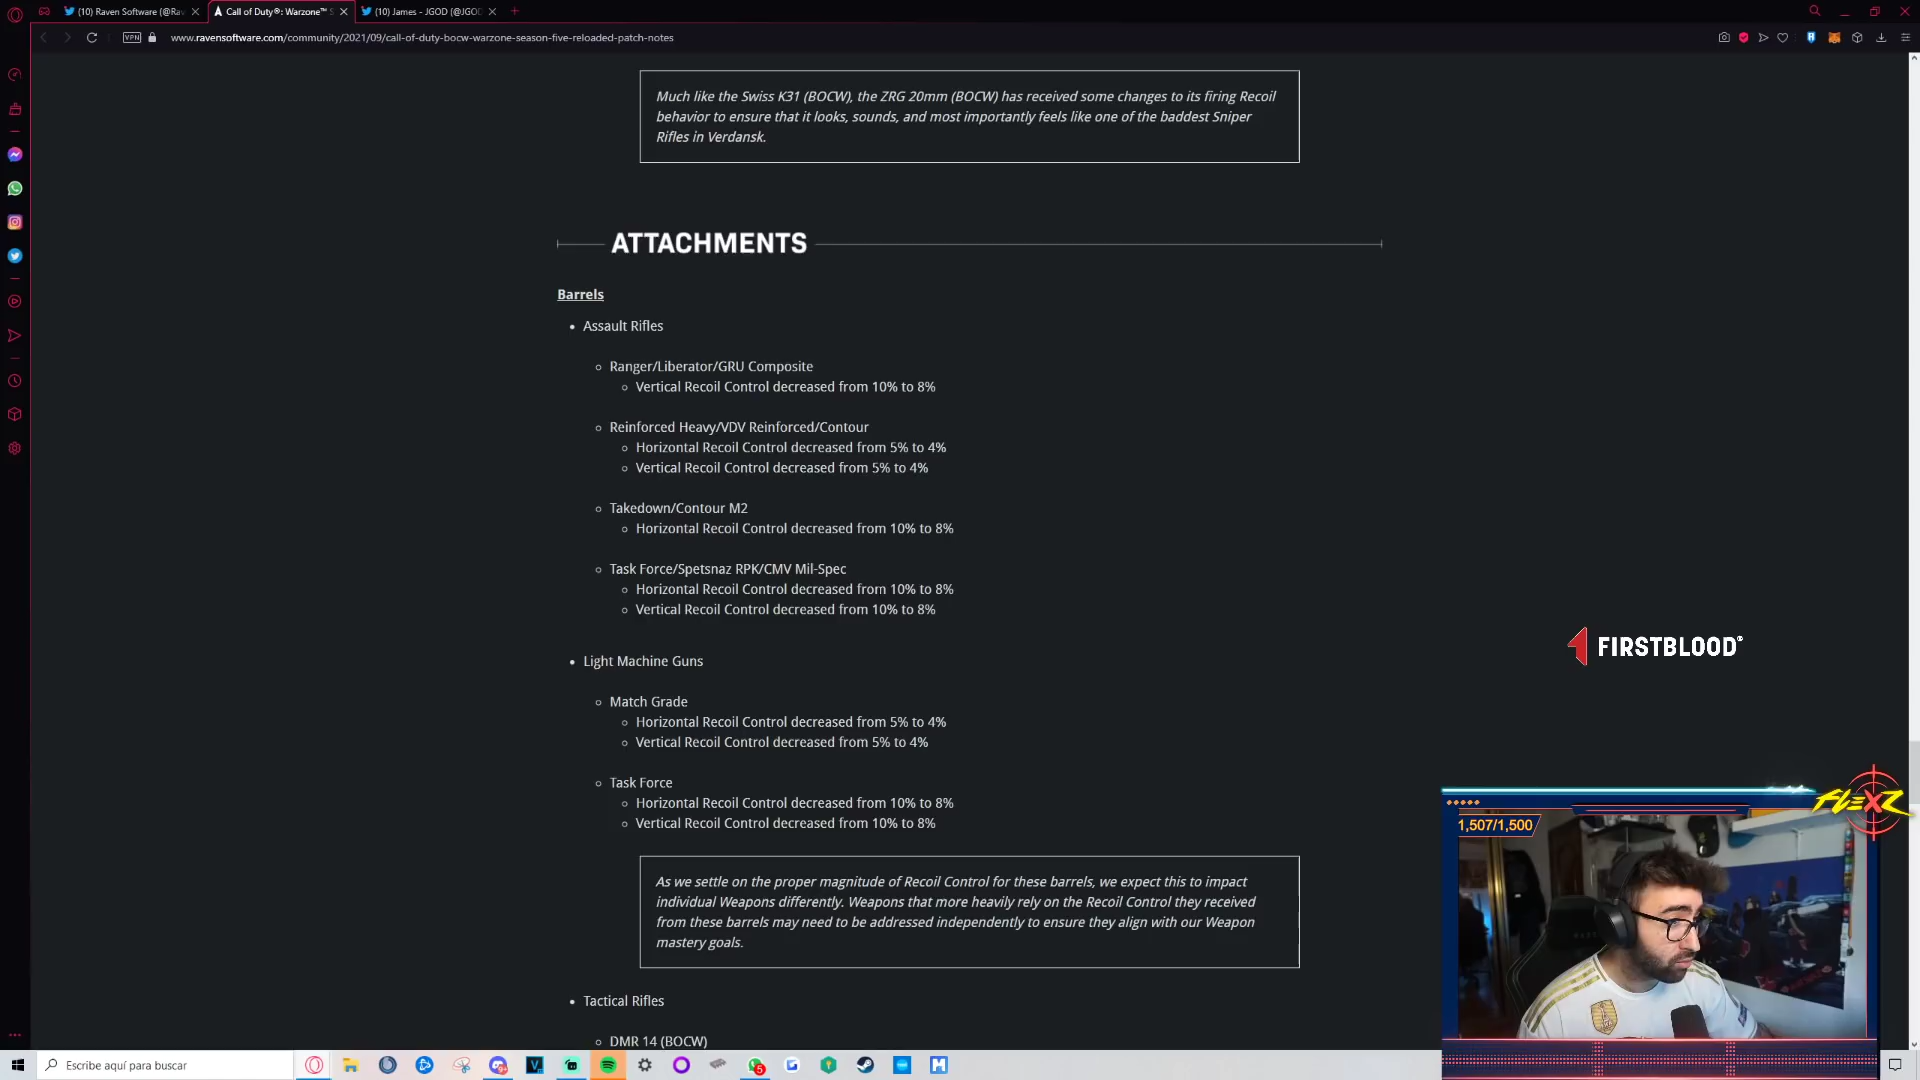 (10) Raven Software (@Rav
Call of Duty®: Warzone™ S
(10) James - JGOD (@JGOD
VPN
www.ravensoftware.com/community/2021/09/call-of-duty-bocw-warzone-season-five-reloaded-patch-notes
Much like the Swiss K31 (BOCW), the ZRG 20mm (BOCW) has received some changes to its firing Recoil
behavior to ensure that it looks, sounds, and most importantly feels like one of the baddest Sniper
Rifles in Verdansk.
ATTACHMENTS
Barrels
Assault Rifles
Ranger/Liberator/GRU Composite
Vertical Recoil Control decreased from 10% to 8%
Reinforced Heavy/VDV Reinforced/Contour
Horizontal Recoil Control decreased from 5% to 4%
Vertical Recoil Control decreased from 5% to 4%
Takedown/Contour M2
Horizontal Recoil Control decreased from 10% to 8%
Task Force/Spetsnaz RPK/CMV Mil-Spec
Horizontal Recoil Control decreased from 10% to 8%
Vertical Recoil Control decreased from 10% to 8%
FIRSTBLOOD®
Light Machine Guns
Match Grade
Horizontal Recoil Control decreased from 5% to 4%
Vertical Recoil Control decreased from 5% to 4%
Task Force
Horizontal Recoil Control decreased from 10% to 8%
Vertical Recoil Control decreased from 10% to 8%
FLEXZ
1,507/1,500
As we settle on the proper magnitude of Recoil Control for these barrels, we expect this to impact
individual Weapons differently. Weapons that more heavily rely on the Recoil Control they received
from these barrels may need to be addressed independently to ensure they align with our Weapon
mastery goals.
Tactical Rifles
DMR 14 (BOCW)
Escribe aquí para buscar